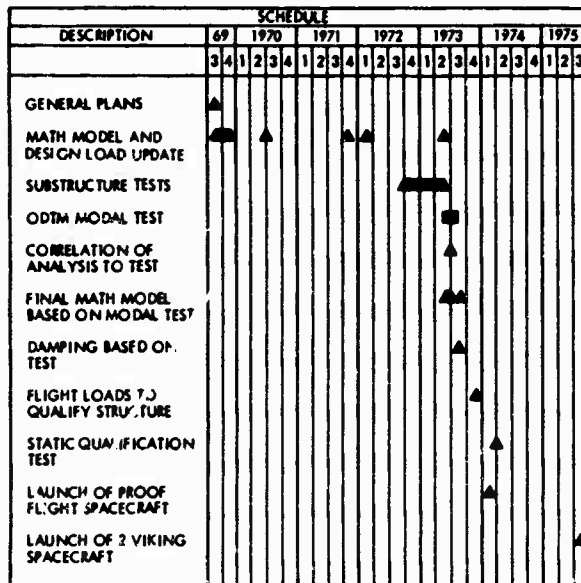 SCHEDULE
DESCRIPTION 69 1970 1971 1972 1973 1974 1975
3 4 1 2 3 4 1 2 3 4 1 2 3 4 1 2 3 4 1 2 3 4 1 2 3
GENERAL PLANS
MATH MODEL AND
DESIGN LOAD UPDATE
SUBSTRUCTURE TESTS
ODTM MODAL TEST
CORRELATION OF
ANALYSIS TO TEST
FINAL MATH MODEL
BASED ON MODAL TEST
DAMPING BASED ON
TEST
FLIGHT LOADS TO
QUALIFY STRUCTURE
STATIC QUALIFICATION
TEST
LAUNCH OF PROOF
FLIGHT SPACECRAFT
LAUNCH OF 2 VIKING
SPACECRAFT